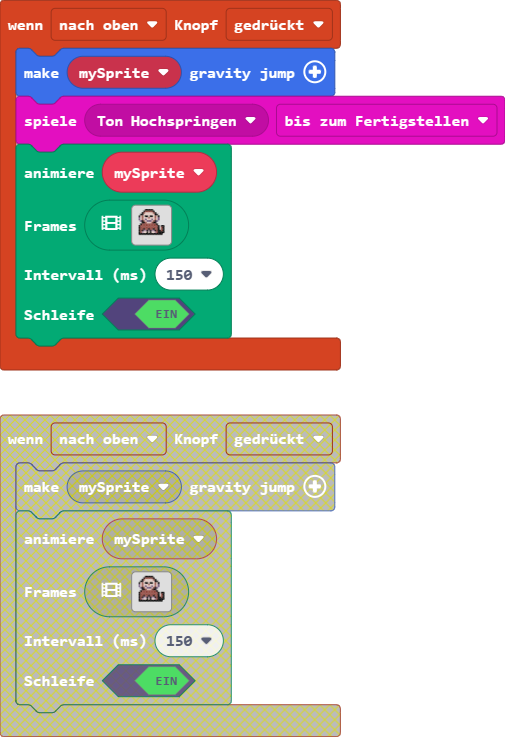 wenn nach oben Knopf gedrückt
make mySprite gravity jump
spiele Ton Hochspringen bis zum Fertigstellen
animiere mySprite
Frames
Intervall (ms) 150
Schleife EIN
wenn nach oben Knopf gedrückt
make mySprite gravity jump
animiere mySprite
Frames
Intervall (ms) 150
Schleife EIN